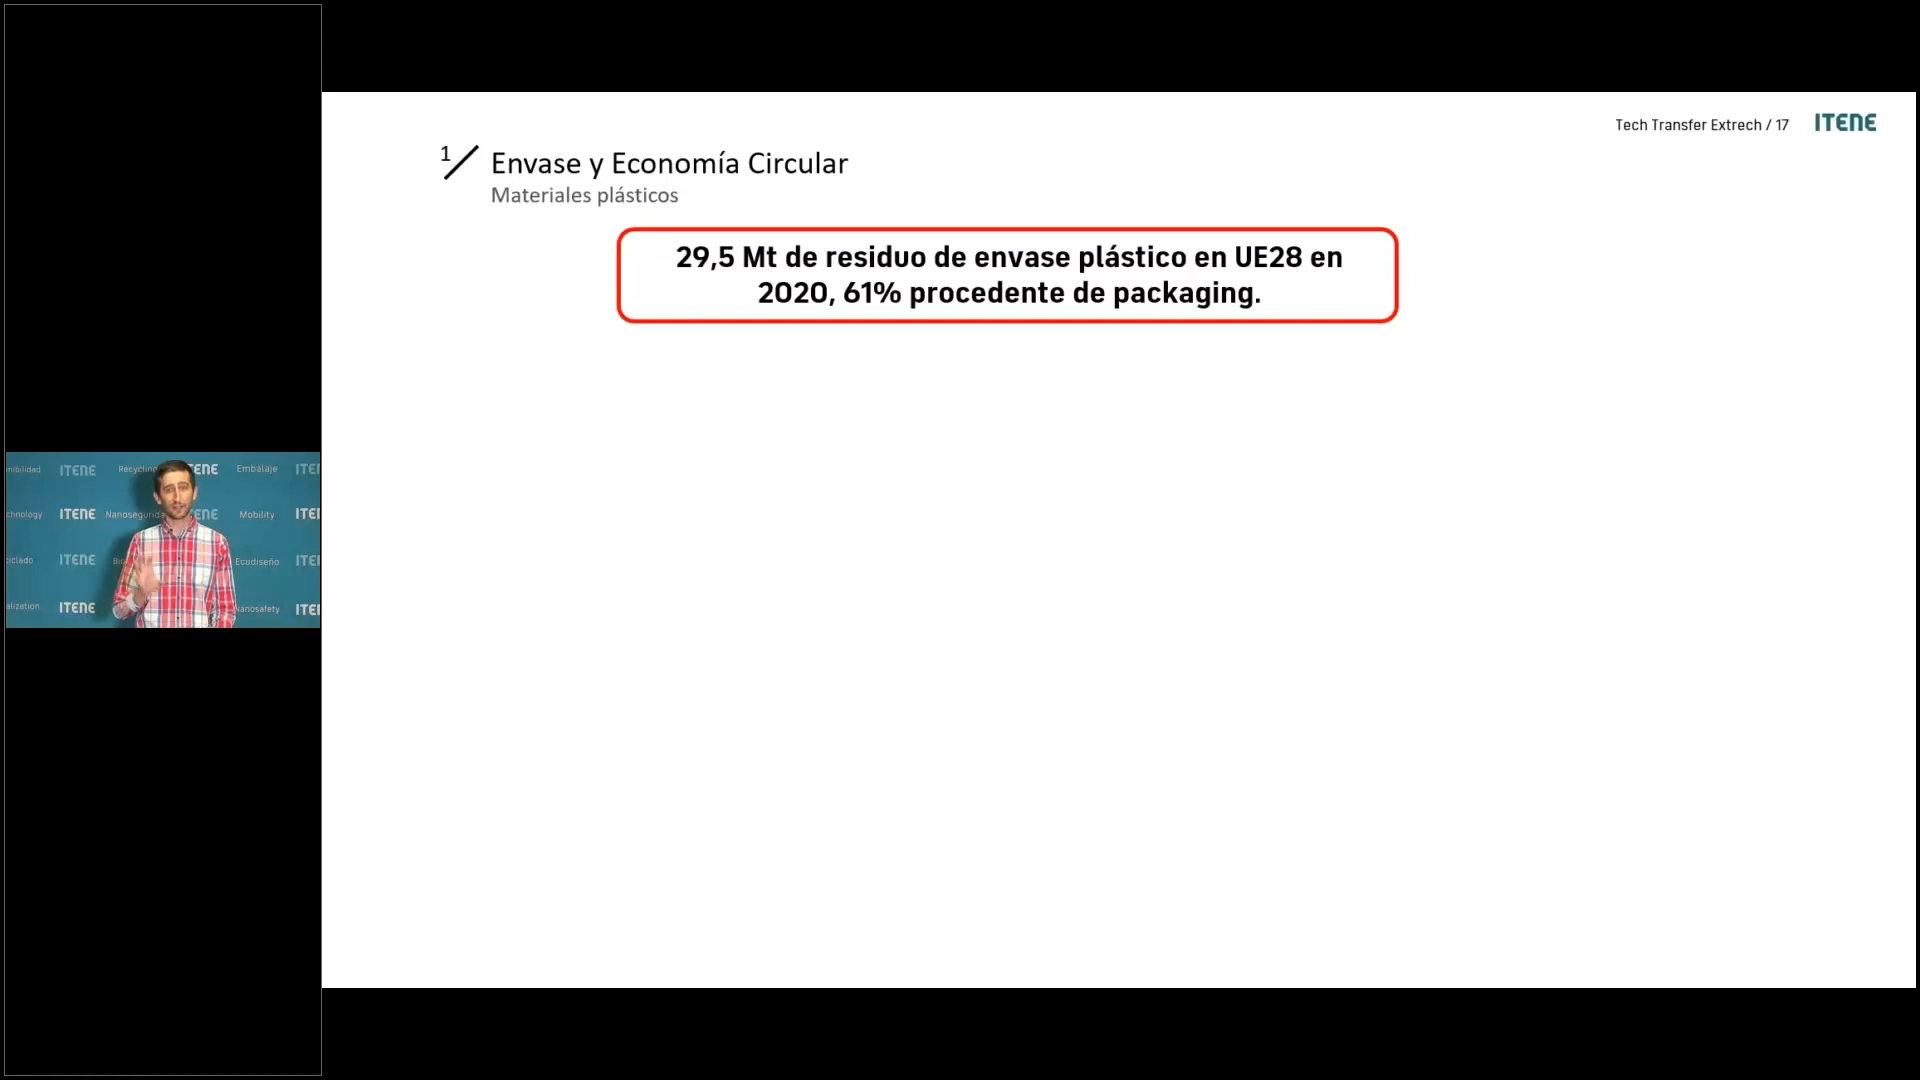 Tech Transfer Extrech / 17 ITENE
1 Envase y Economía Circular
Materiales plásticos
29,5 Mt de residuo de envase plástico en UE28 en
2020, 61% procedente de packaging.
ITENE Embalaje
ITENE Mobility
ITENE Ecodiseño
ITENE